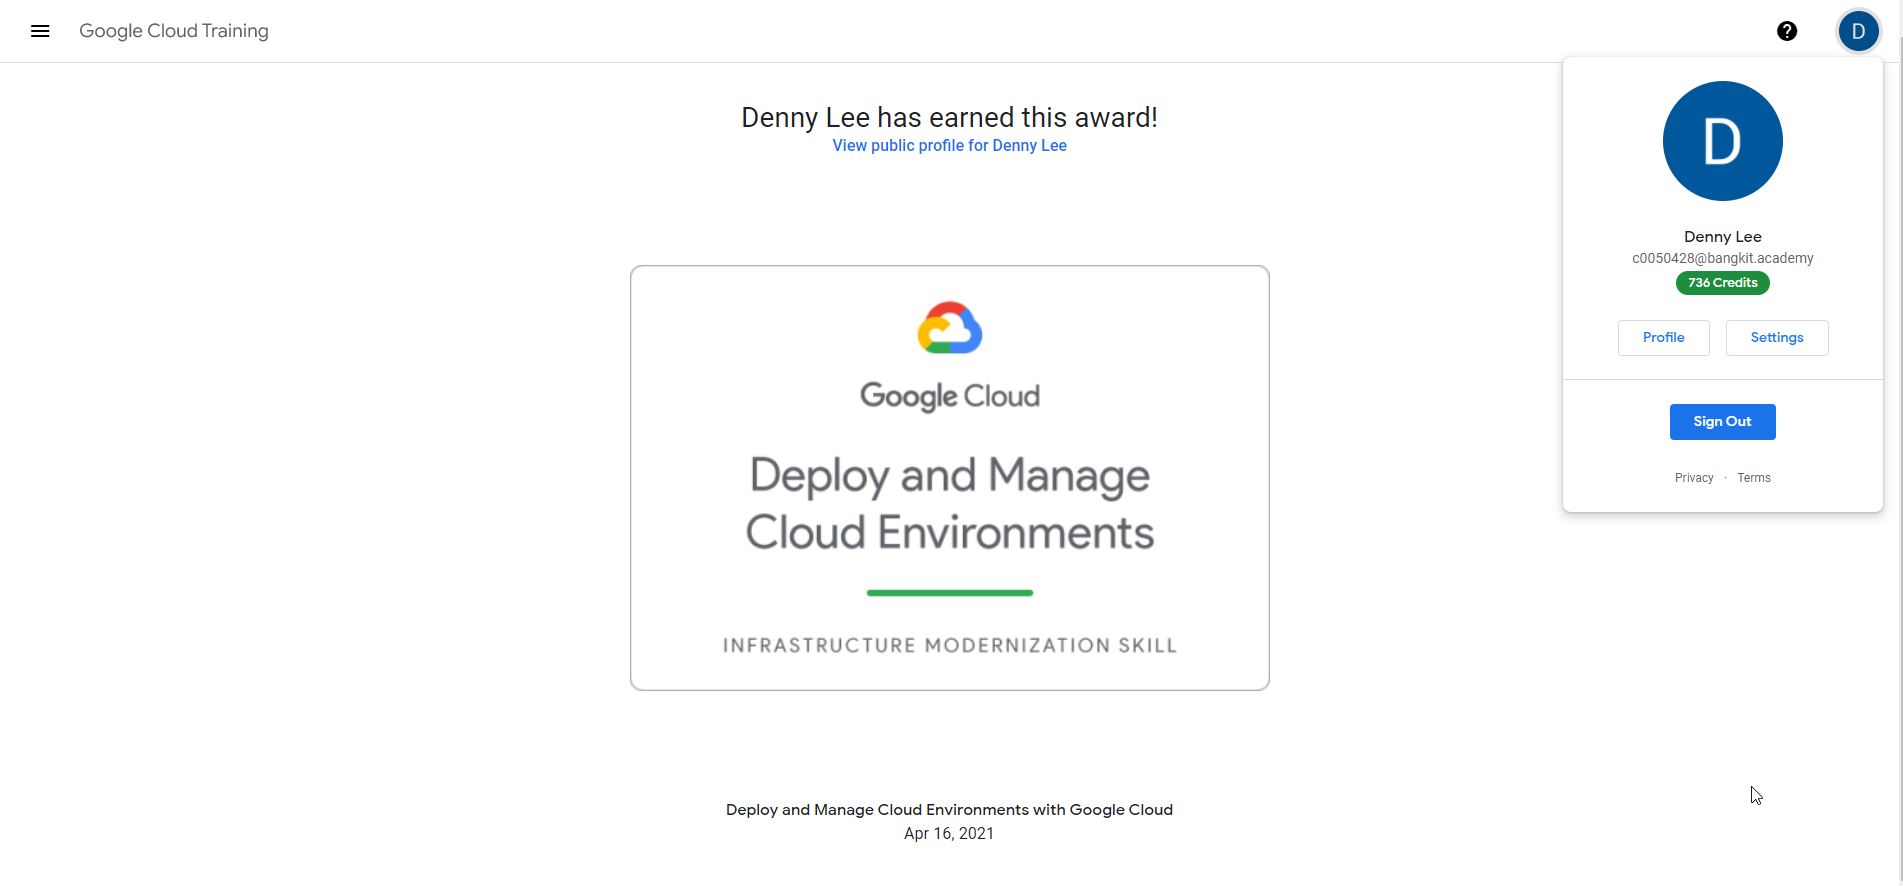 Google Cloud Training
?
D
Denny Lee has earned this award!
View public profile for Denny Lee
Google Cloud
Deploy and Manage
Cloud Environments
INFRASTRUCTURE MODERNIZATION SKILL
Deploy and Manage Cloud Environments with Google Cloud
Apr 16, 2021
D
Denny Lee
c0050428@bangkit.academy
736 Credits
Profile
Settings
Sign Out
Privacy · Terms